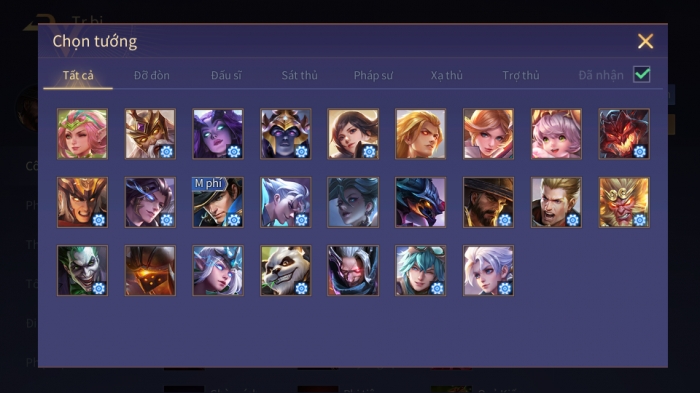 Chọn tướng
Tất cả
Đỡ đòn
Đấu sĩ
Sát thủ
Pháp sư
Xạ thủ
Trợ thủ
Đã nhận
M phí